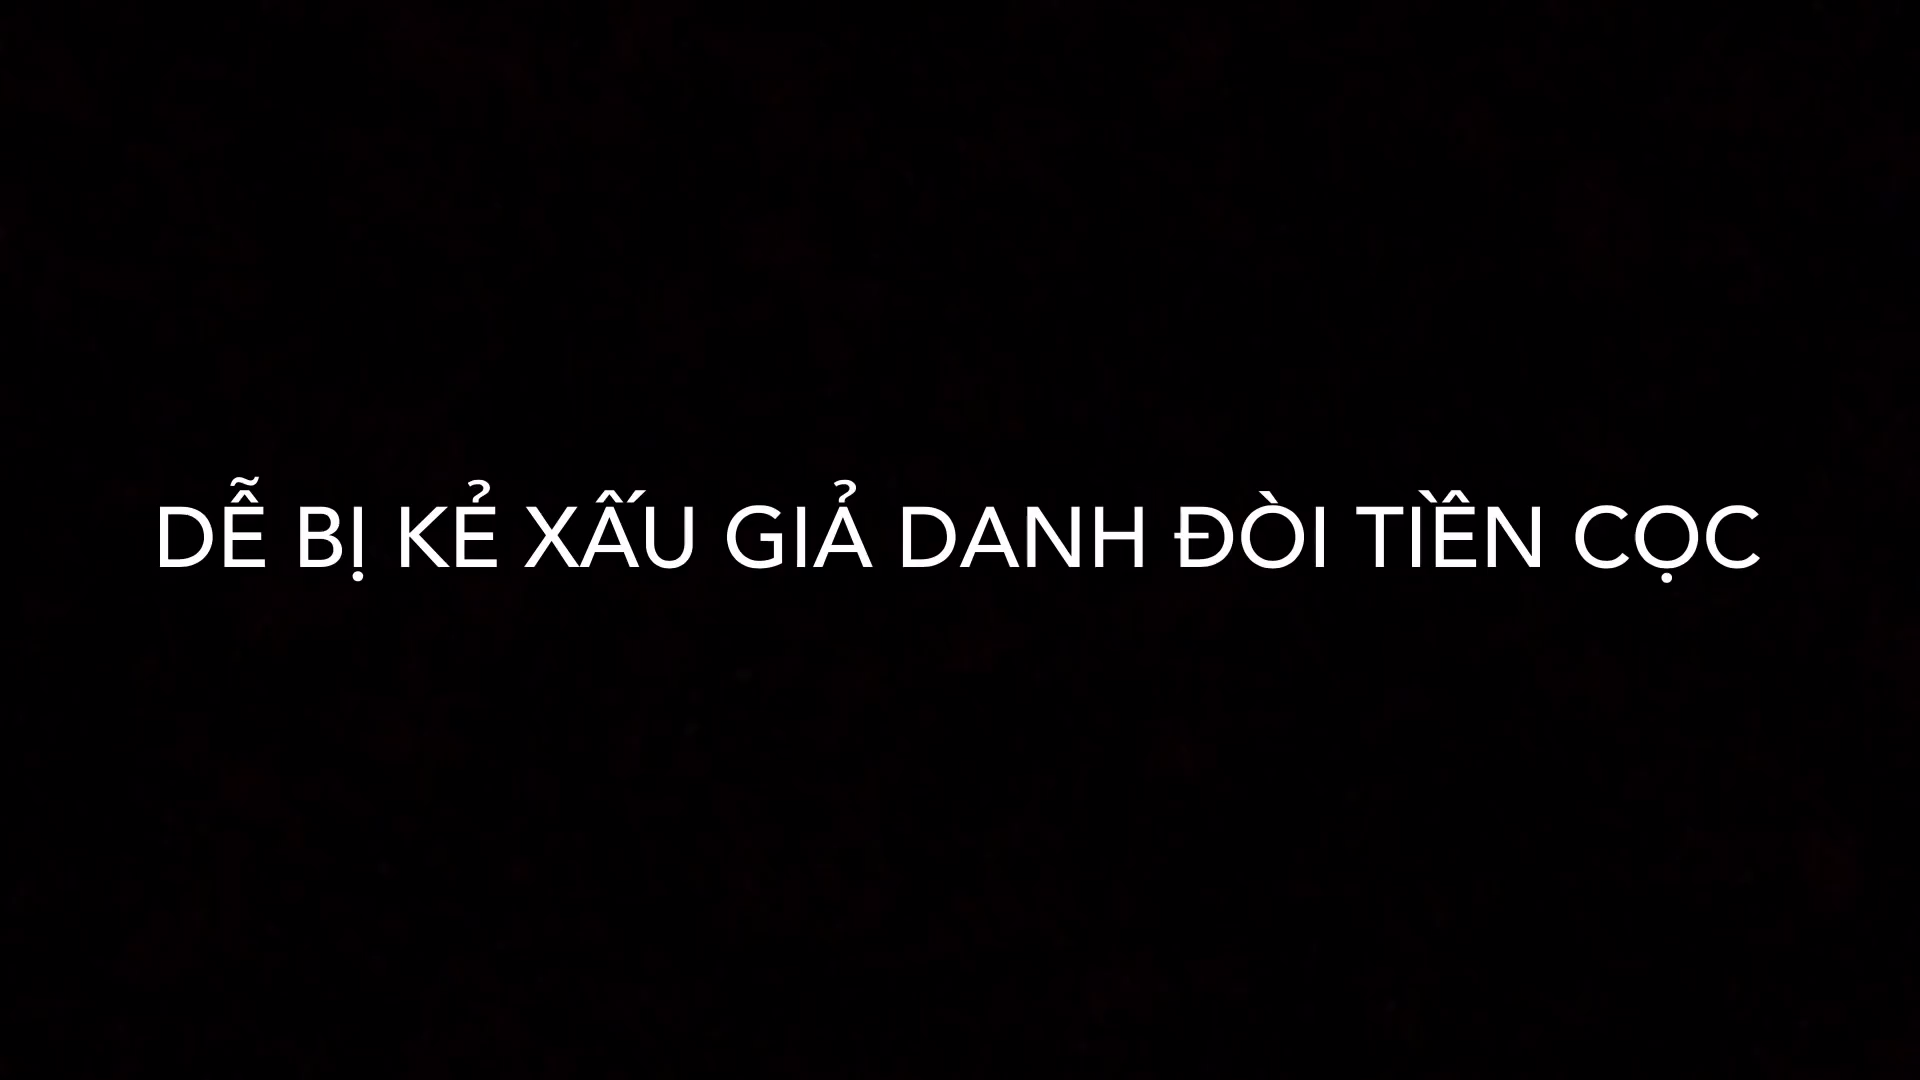 DỄ BỊ KẺ XẤU GIẢ DANH ĐÒI TIỀN CỌC